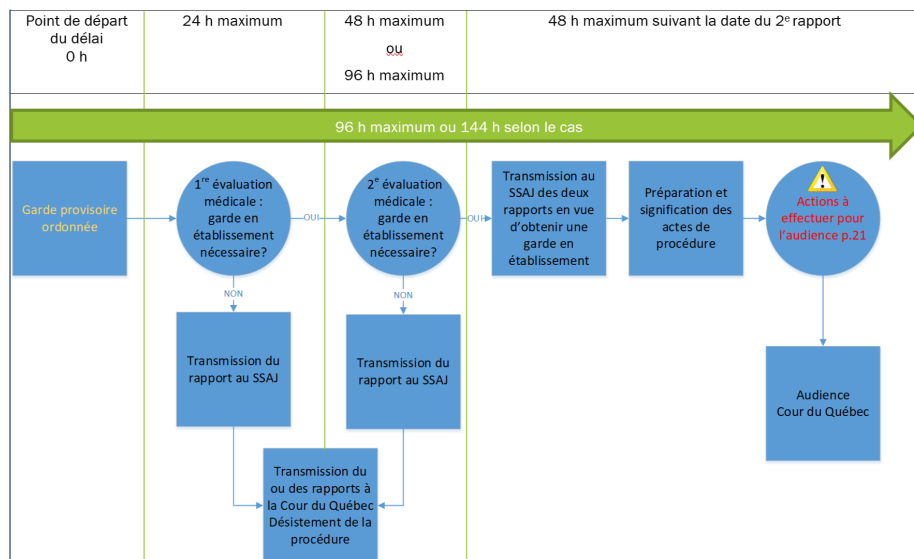 Point de départ
du délai
0 h
24 h maximum
48 h maximum
ou
96 h maximum
48 h maximum suivant la date du 2e rapport
96 h maximum ou 144 h selon le cas
Garde provisoire
ordonnée
1re évaluation
médicale :
garde en
établissement
nécessaire?
OUI
2e évaluation
médicale :
garde en
établissement
nécessaire?
OUI
Transmission au
SSAJ des deux
rapports en vue
d'obtenir une
garde en
établissement
Préparation et
signification des
actes de
procédure
Actions à
effectuer pour
l'audience p.21
NON
NON
Transmission du
rapport au SSAJ
Transmission du
rapport au SSAJ
Audience
Cour du Québec
Transmission du
ou des rapports à
la Cour du Québec
Désistement de la
procédure